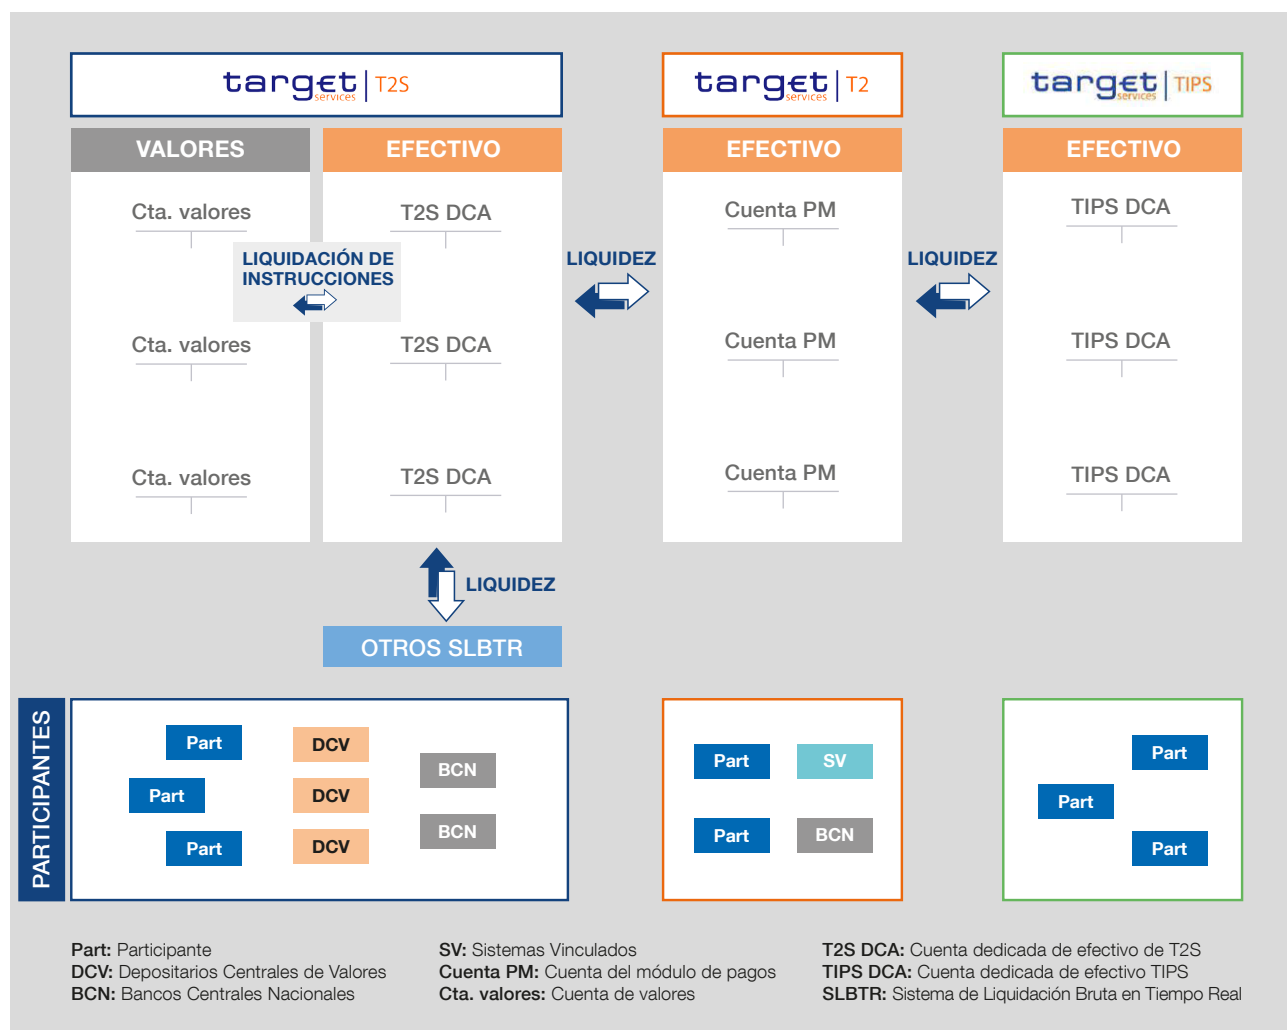 target services | T2S
target services | T2
target services | TIPS
VALORES
EFECTIVO
EFECTIVO
EFECTIVO
Cta. valores
T2S DCA
Cuenta PM
TIPS DCA
LIQUIDACIÓN DE
INSTRUCCIONES
LIQUIDEZ
LIQUIDEZ
Cta. valores
T2S DCA
Cuenta PM
TIPS DCA
Cta. valores
T2S DCA
Cuenta PM
TIPS DCA
LIQUIDEZ
OTROS SLBTR
PARTICIPANTES
Part
DCV
BCN
Part
DCV
BCN
Part
DCV
Part
SV
Part
BCN
Part
Part
Part
Part: Participante
DCV: Depositarios Centrales de Valores
BCN: Bancos Centrales Nacionales
SV: Sistemas Vinculados
Cuenta PM: Cuenta del módulo de pagos
Cta. valores: Cuenta de valores
T2S DCA: Cuenta dedicada de efectivo de T2S
TIPS DCA: Cuenta dedicada de efectivo TIPS
SLBTR: Sistema de Liquidación Bruta en Tiempo Real